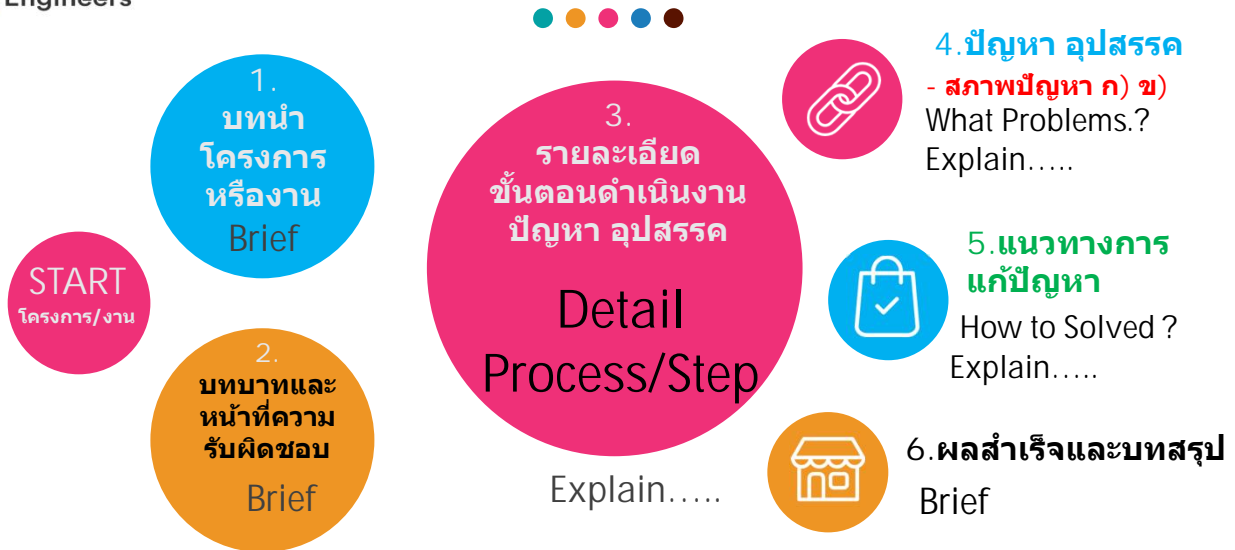 Engineers
START
โครงการ/งาน
1.
บทนำ
โครงการ
หรืองาน
Brief
2.
บทบาทและ
หน้าที่ความ
รับผิดชอบ
Brief
3.
รายละเอียด
ขั้นตอนดำเนินงาน
ปัญหา อุปสรรค
Detail
Process/Step
Explain…..
4.ปัญหา อุปสรรค
- สภาพปัญหา ก) ข)
What Problems.?
Explain…..
5.แนวทางการ
แก้ปัญหา
How to Solved ?
Explain…..
6.ผลสำเร็จและบทสรุป
Brief